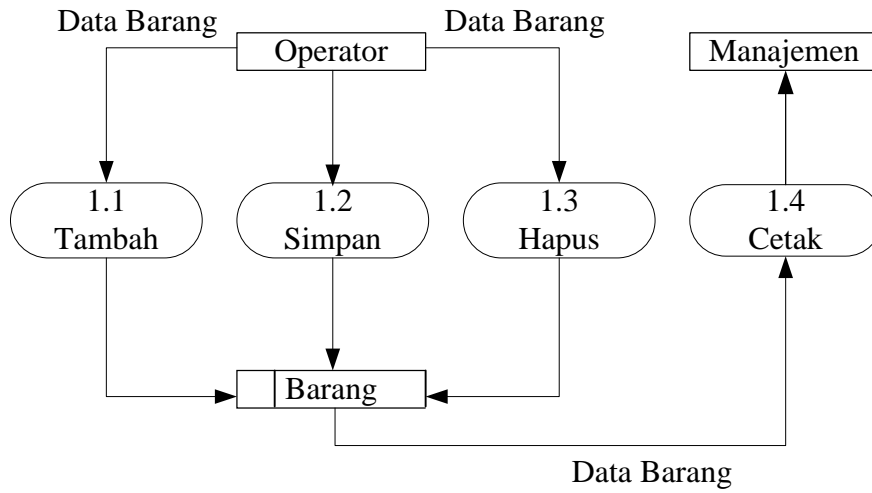 Data Barang
Data Barang
Operator
Manajemen
1.1
Tambah
1.2
Simpan
1.3
Hapus
1.4
Cetak
Barang
Data Barang